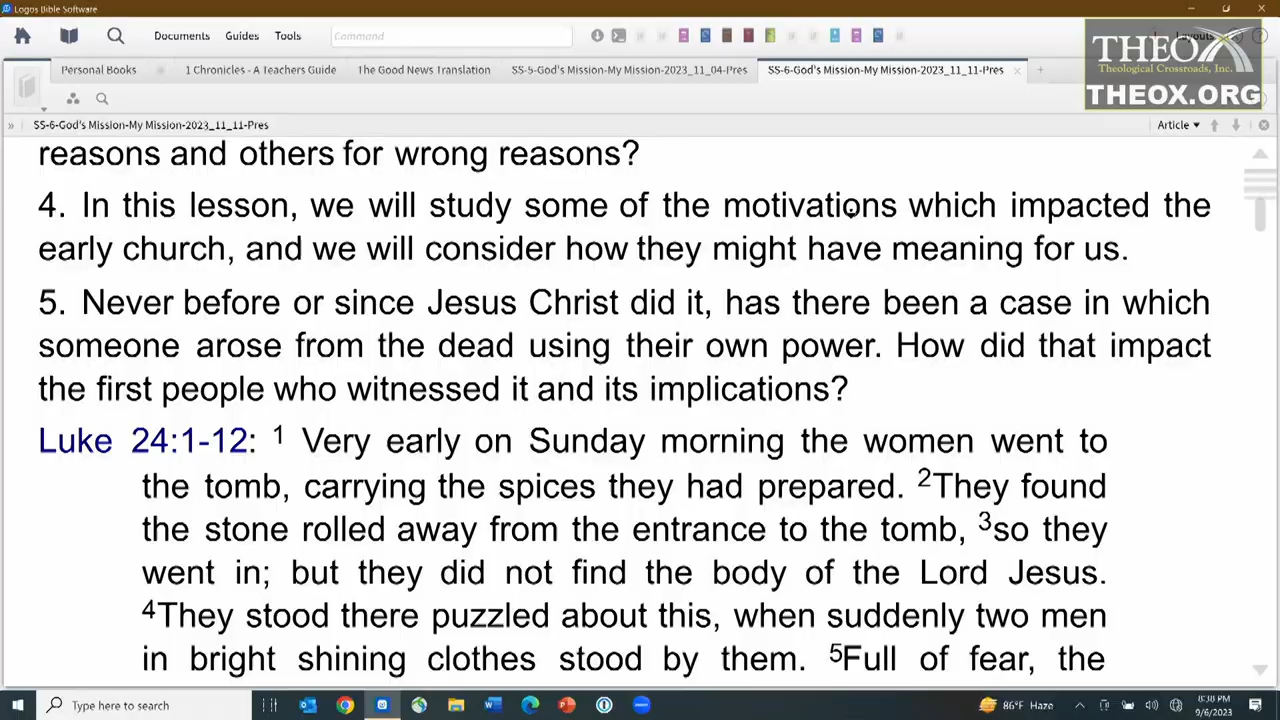 Logos Bible Software
Documents Guides Tools Command Layouts
THEOX
Theological Crossroads, Inc.
THEOX.ORG
Personal Books 1 Chronicles - A Teachers Guide The Good News Bible SS-5-God's Mission-My Mission-2023_11_04-Pres SS-6-God's Mission-My Mission-2023_11_11-Pres
SS-6-God's Mission-My Mission-2023_11_11-Pres Article
reasons and others for wrong reasons?
4. In this lesson, we will study some of the motivations which impacted the
early church, and we will consider how they might have meaning for us.
5. Never before or since Jesus Christ did it, has there been a case in which
someone arose from the dead using their own power. How did that impact
the first people who witnessed it and its implications?
Luke 24:1-12: 1 Very early on Sunday morning the women went to
the tomb, carrying the spices they had prepared. 2They found
the stone rolled away from the entrance to the tomb, 3so they
went in; but they did not find the body of the Lord Jesus.
4They stood there puzzled about this, when suddenly two men
in bright shining clothes stood by them. 5Full of fear, the
Type here to search
86°F Haze
8:38 PM
9/6/2023